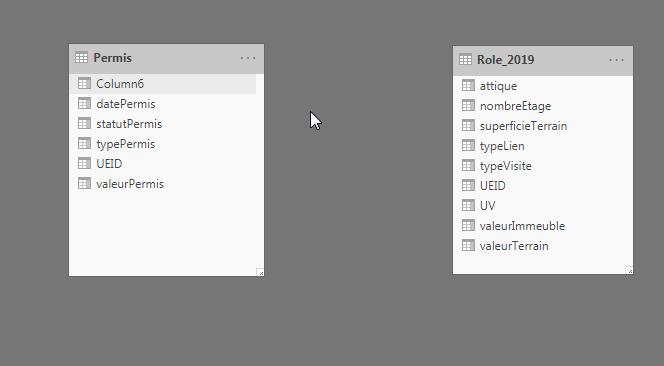 Permis
Column6
datePermis
statutPermis
typePermis
UEID
valeurPermis
Role_2019
attique
nombreEtage
superficieTerrain
typeLien
typeVisite
UEID
UV
valeurImmeuble
valeurTerrain